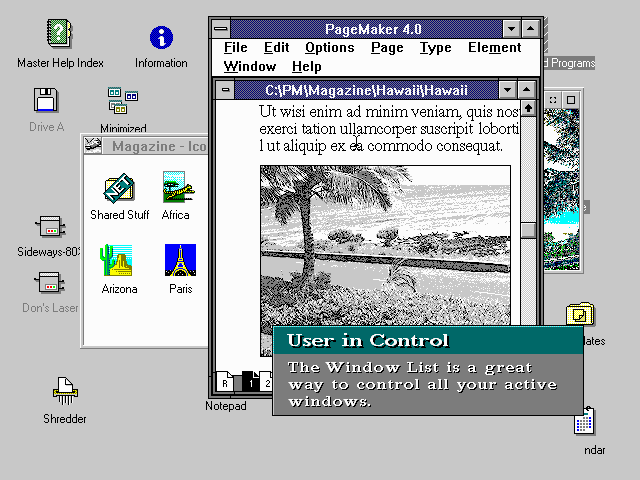 PageMaker 4.0
File Edit Options Page Type Element
Window Help
C:\PM\Magazine\Hawaii\Hawaii
Ut wisi enim ad minim veniam, quis nost
exerci tation ullamcorper suscripit loborti
l ut aliquip ex ea commodo consequat.
R 1 2
Master Help Index
Information
d Programs
Drive A
Minimized
Magazine - Ico
Shared Stuff
Africa
Arizona
Paris
Sideways-803
Don's Laser
Shredder
Notepad
lates
ndar
User in Control
The Window List is a great
way to control all your active
windows.